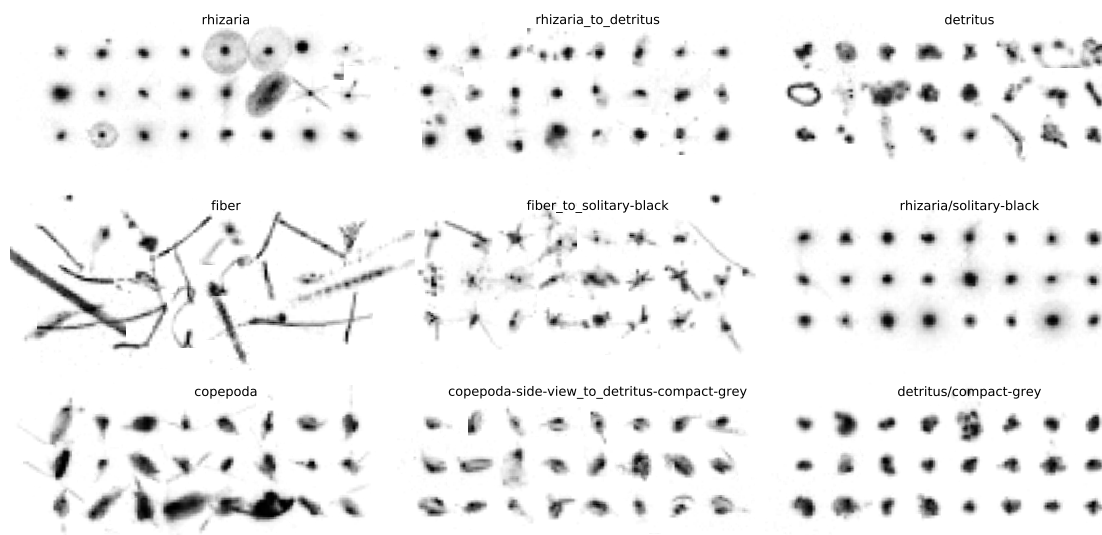 rhizaria
rhizaria_to_detritus
detritus
fiber
fiber_to_solitary-black
rhizaria/solitary-black
copepoda
copepoda-side-view_to_detritus-compact-grey
detritus/compact-grey